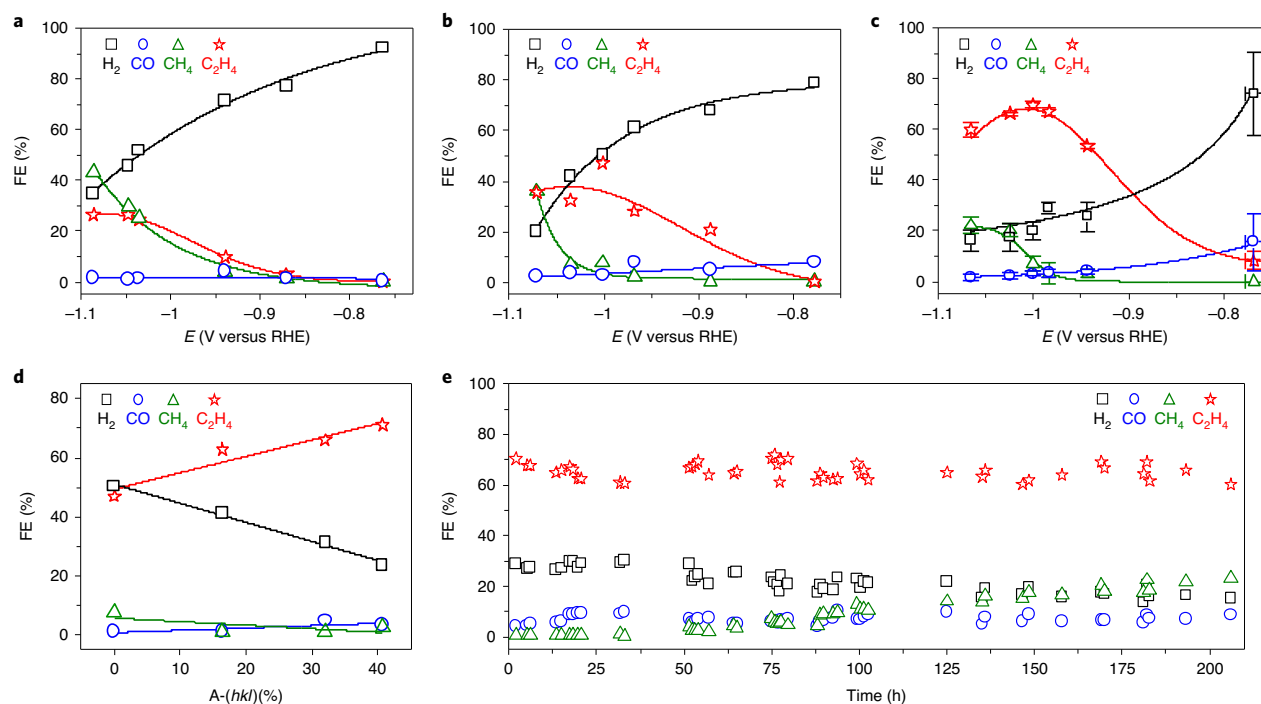 a
100
80
60
40
20
0
FE (%)
H2 CO CH4 C2H4
−1.1 −1 −0.9 −0.8
E (V versus RHE)
b
100
80
60
40
20
0
FE (%)
H2 CO CH4 C2H4
−1.1 −1 −0.9 −0.8
E (V versus RHE)
c
100
80
60
40
20
0
FE (%)
H2 CO CH4 C2H4
−1.1 −1 −0.9 −0.8
E (V versus RHE)
d
80
60
40
20
0
FE (%)
H2 CO CH4 C2H4
0 10 20 30 40
A-(hkl)(%)
e
100
80
60
40
20
0
FE (%)
H2 CO CH4 C2H4
0 25 50 75 100 125 150 175 200
Time (h)